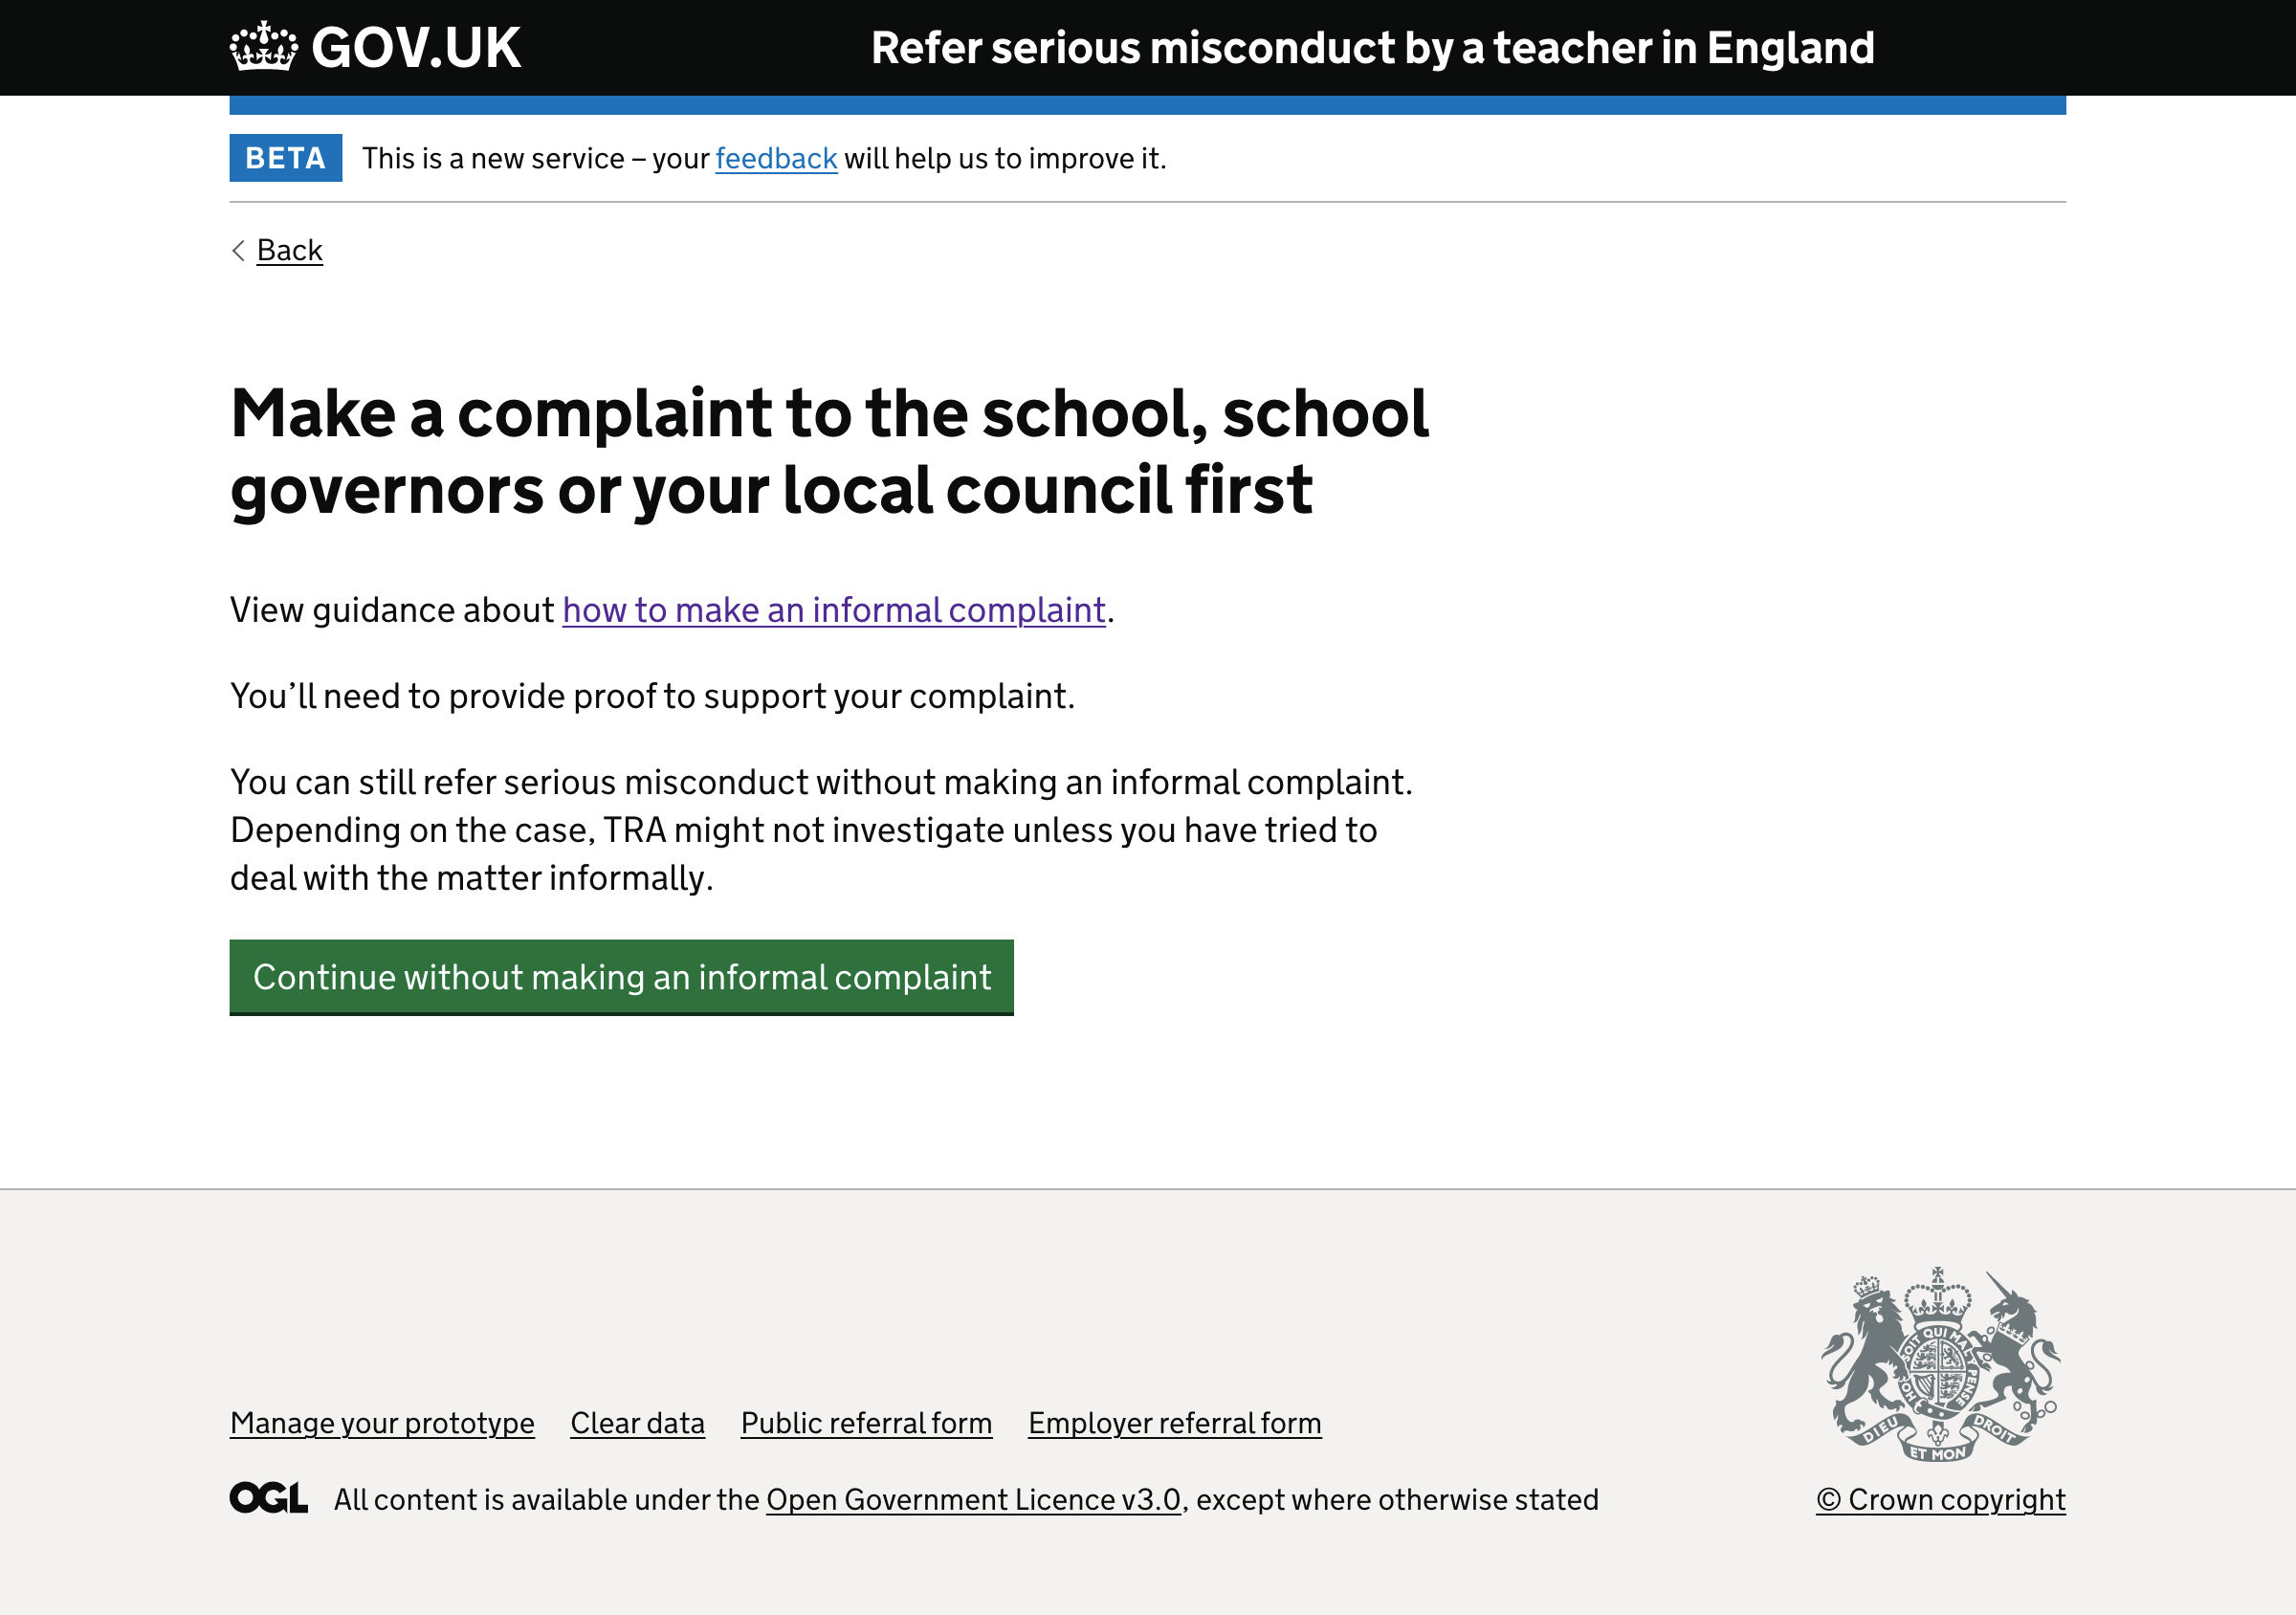 GOV.UK
Refer serious misconduct by a teacher in England
BETA
This is a new service – your feedback will help us to improve it.
Back
Make a complaint to the school, school
governors or your local council first
View guidance about how to make an informal complaint.
You’ll need to provide proof to support your complaint.
You can still refer serious misconduct without making an informal complaint.
Depending on the case, TRA might not investigate unless you have tried to
deal with the matter informally.
Continue without making an informal complaint
SOIT QUI MAL Y PENSE
HO
DIEU ET MON DROIT
Manage your prototype
Clear data
Public referral form
Employer referral form
OGL
All content is available under the Open Government Licence v3.0, except where otherwise stated
© Crown copyright